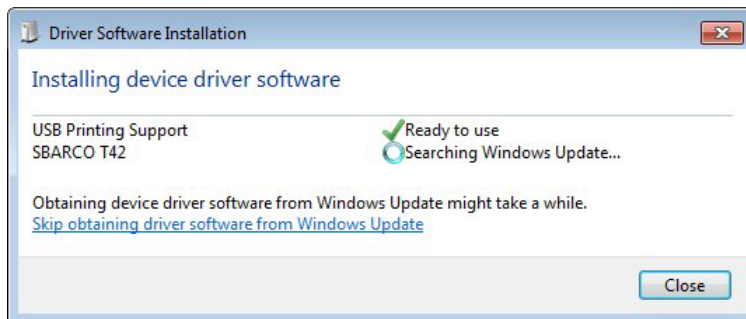 Driver Software Installation
Installing device driver software
USB Printing Support Ready to use
SBARCO T42 Searching Windows Update...
Obtaining device driver software from Windows Update might take a while.
Skip obtaining driver software from Windows Update
Close